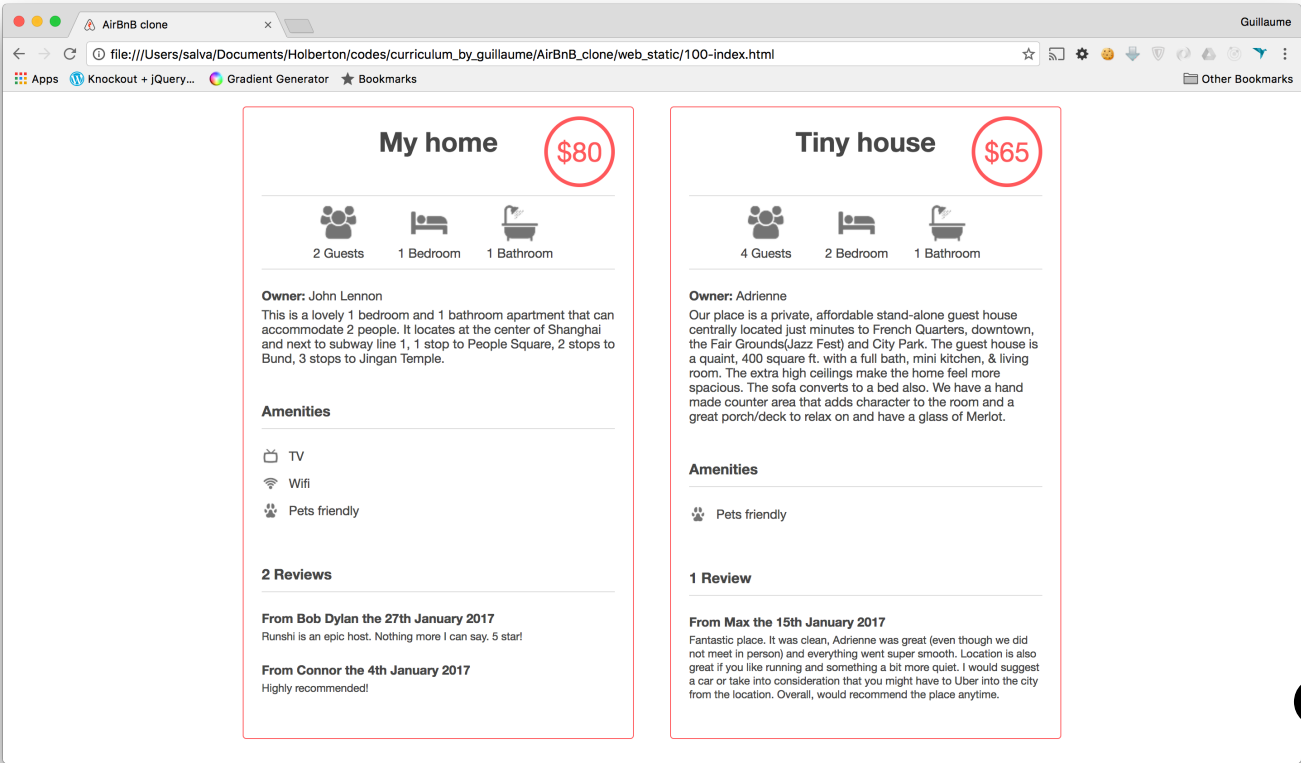 AirBnB clone
Guillaume
file:///Users/salva/Documents/Holberton/codes/curriculum_by_guillaume/AirBnB_clone/web_static/100-index.html
Apps Knockout + jQuery... Gradient Generator Bookmarks Other Bookmarks
My home
$80
2 Guests 1 Bedroom 1 Bathroom
Owner: John Lennon
This is a lovely 1 bedroom and 1 bathroom apartment that can
accommodate 2 people. It locates at the center of Shanghai
and next to subway line 1, 1 stop to People Square, 2 stops to
Bund, 3 stops to Jingan Temple.
Amenities
TV
Wifi
Pets friendly
2 Reviews
From Bob Dylan the 27th January 2017
Runshi is an epic host. Nothing more I can say. 5 star!
From Connor the 4th January 2017
Highly recommended!
Tiny house
$65
4 Guests 2 Bedroom 1 Bathroom
Owner: Adrienne
Our place is a private, affordable stand-alone guest house
centrally located just minutes to French Quarters, downtown,
the Fair Grounds(Jazz Fest) and City Park. The guest house is
a quaint, 400 square ft. with a full bath, mini kitchen, & living
room. The extra high ceilings make the home feel more
spacious. The sofa converts to a bed also. We have a hand
made counter area that adds character to the room and a
great porch/deck to relax on and have a glass of Merlot.
Amenities
Pets friendly
1 Review
From Max the 15th January 2017
Fantastic place. It was clean, Adrienne was great (even though we did
not meet in person) and everything went super smooth. Location is also
great if you like running and something a bit more quiet. I would suggest
a car or take into consideration that you might have to Uber into the city
from the location. Overall, would recommend the place anytime.